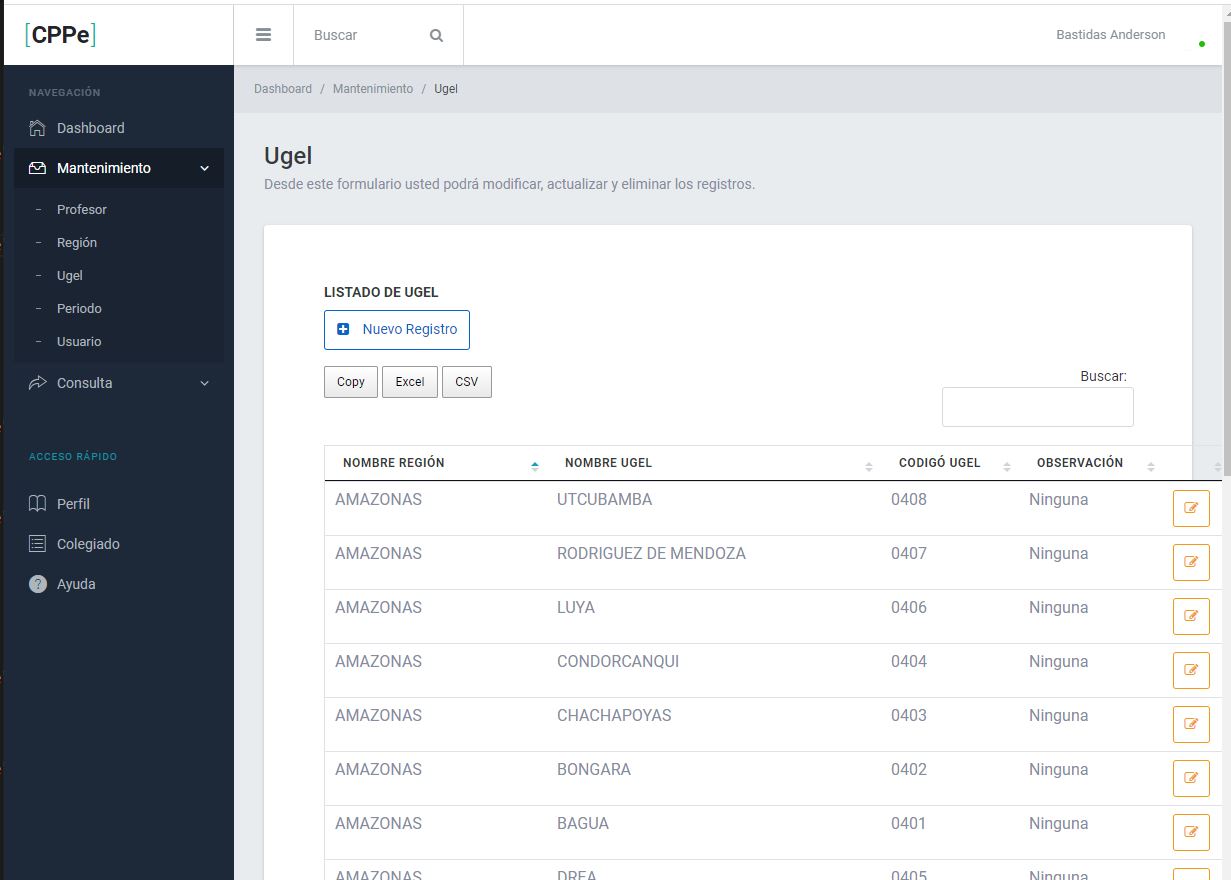 [CPPe]
Buscar
Bastidas Anderson
NAVEGACIÓN
Dashboard
Mantenimiento
- Profesor
- Región
- Ugel
- Periodo
- Usuario
Consulta
ACCESO RÁPIDO
Perfil
Colegiado
? Ayuda
Dashboard / Mantenimiento / Ugel
Ugel
Desde este formulario usted podrá modificar, actualizar y eliminar los registros.
LISTADO DE UGEL
Nuevo Registro
Copy Excel CSV
Buscar:
NOMBRE REGIÓN NOMBRE UGEL CODIGÓ UGEL OBSERVACIÓN
AMAZONAS UTCUBAMBA 0408 Ninguna
AMAZONAS RODRIGUEZ DE MENDOZA 0407 Ninguna
AMAZONAS LUYA 0406 Ninguna
AMAZONAS CONDORCANQUI 0404 Ninguna
AMAZONAS CHACHAPOYAS 0403 Ninguna
AMAZONAS BONGARA 0402 Ninguna
AMAZONAS BAGUA 0401 Ninguna
AMAZONAS DREA 0405 Ninguna